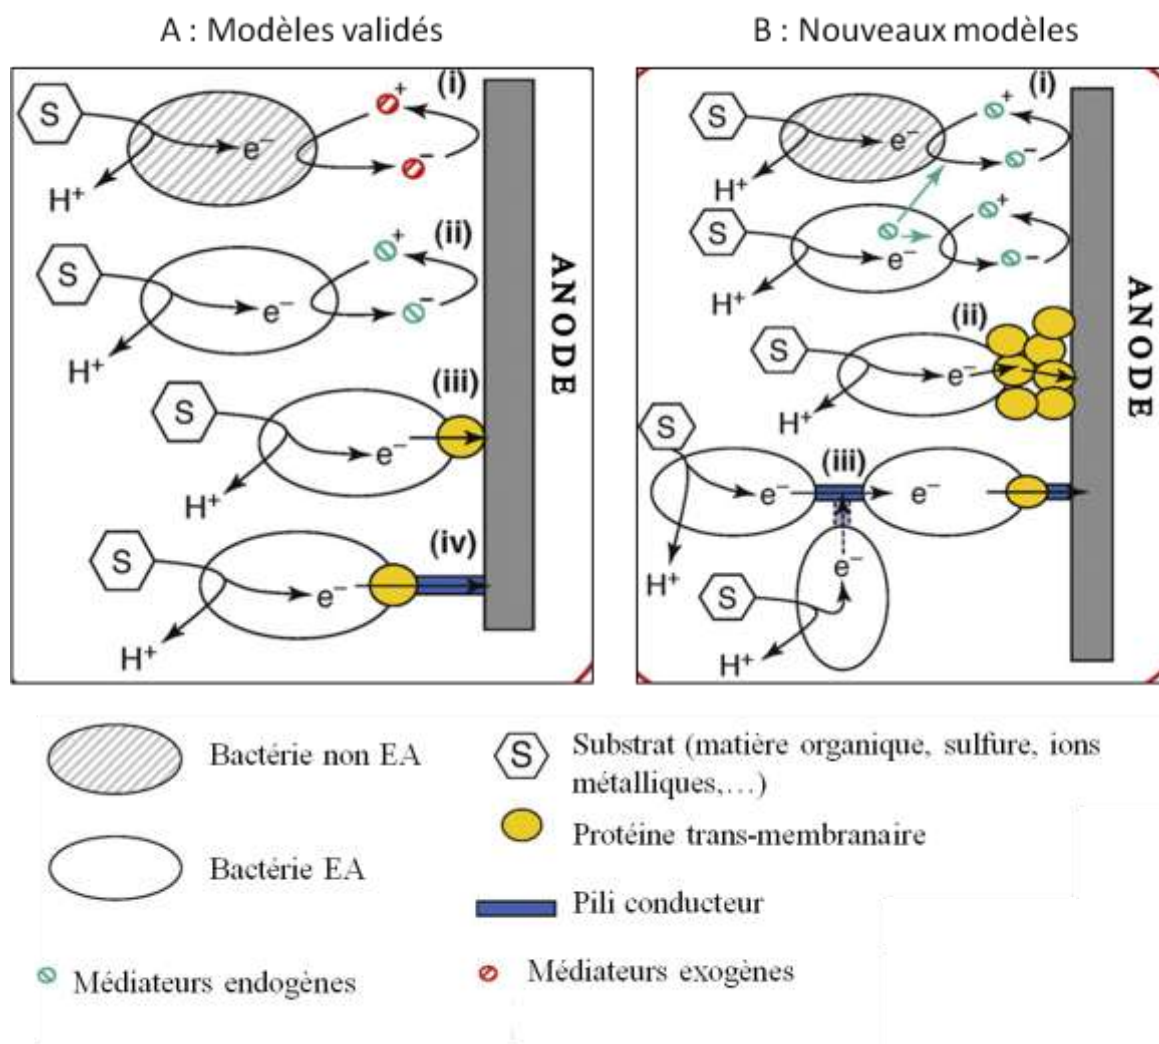 A : Modèles validés
(i)
S
e⁻
+
−
H⁺
(ii)
S
e⁻
+
−
H⁺
(iii)
S
e⁻
H⁺
(iv)
S
e⁻
H⁺
ANODE
B : Nouveaux modèles
(i)
S
e⁻
+
−
H⁺
S
e⁻
+
−
H⁺
(ii)
S
e⁻
H⁺
(iii)
S
e⁻
e⁻
H⁺
e⁻
S
H⁺
ANODE
Bactérie non EA
Bactérie EA
Médiateurs endogènes
S
Substrat (matière organique, sulfure, ions
métalliques,…)
Protéine trans-membranaire
Pili conducteur
Médiateurs exogènes